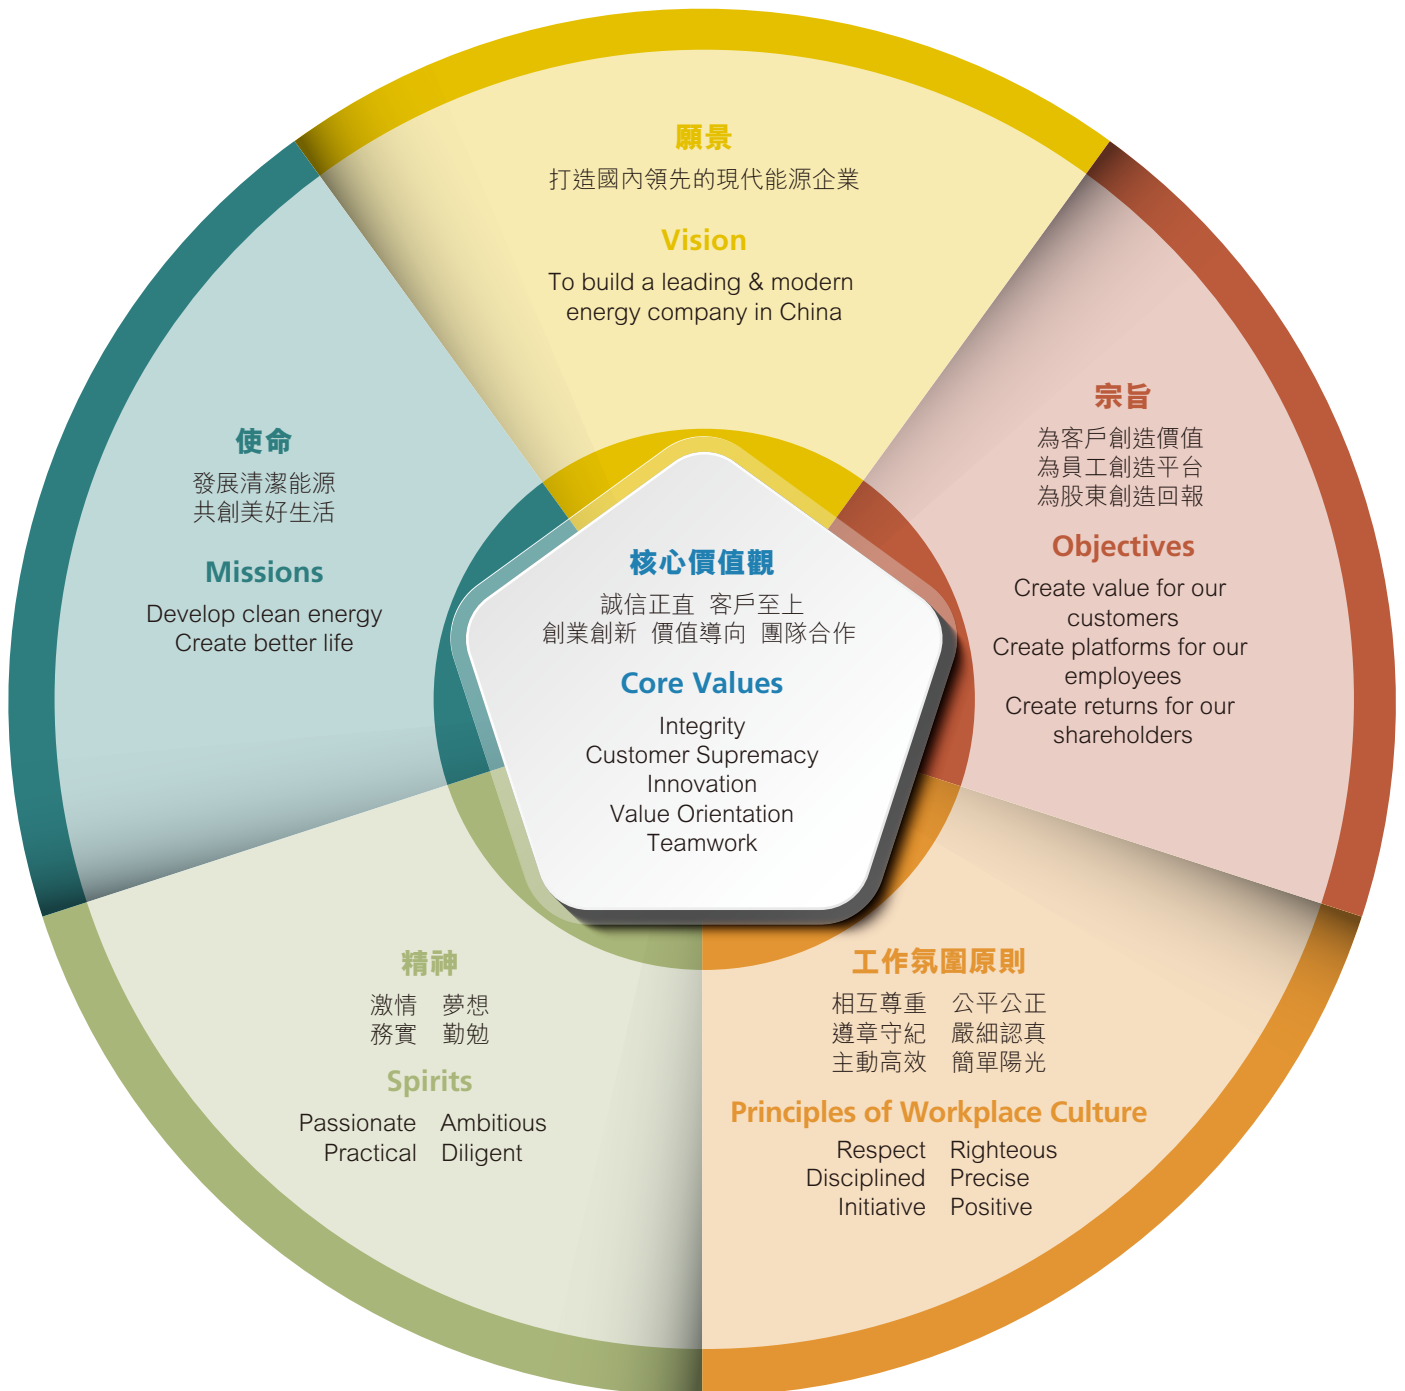 願景
打造國內領先的現代能源企業
Vision
To build a leading & modern
energy company in China
宗旨
為客戶創造價值
為員工創造平台
為股東創造回報
Objectives
Create value for our
customers
Create platforms for our
employees
Create returns for our
shareholders
工作氛圍原則
相互尊重 公平公正
遵章守紀 嚴細認真
主動高效 簡單陽光
Principles of Workplace Culture
Respect Righteous
Disciplined Precise
Initiative Positive
精神
激情 夢想
務實 勤勉
Spirits
Passionate Ambitious
Practical Diligent
使命
發展清潔能源
共創美好生活
Missions
Develop clean energy
Create better life
核心價值觀
誠信正直 客戶至上
創業創新 價值導向 團隊合作
Core Values
Integrity
Customer Supremacy
Innovation
Value Orientation
Teamwork